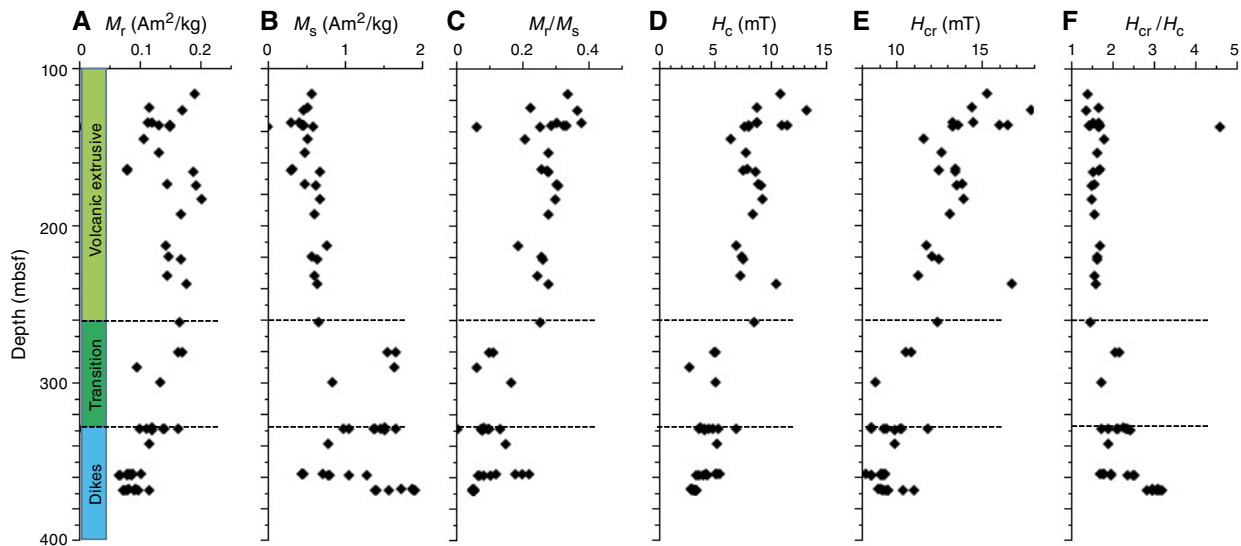 A Mr (Am²/kg) B Ms (Am²/kg) C Mr/Ms D Hc (mT) E Hcr (mT) F Hcr /Hc
0 0.1 0.2 0 1 2 0 0.2 0.4 0 5 10 15 10 15 1 2 3 4 5
100
200
300
400
Depth (mbsf)
Volcanic extrusive
Transition
Dikes